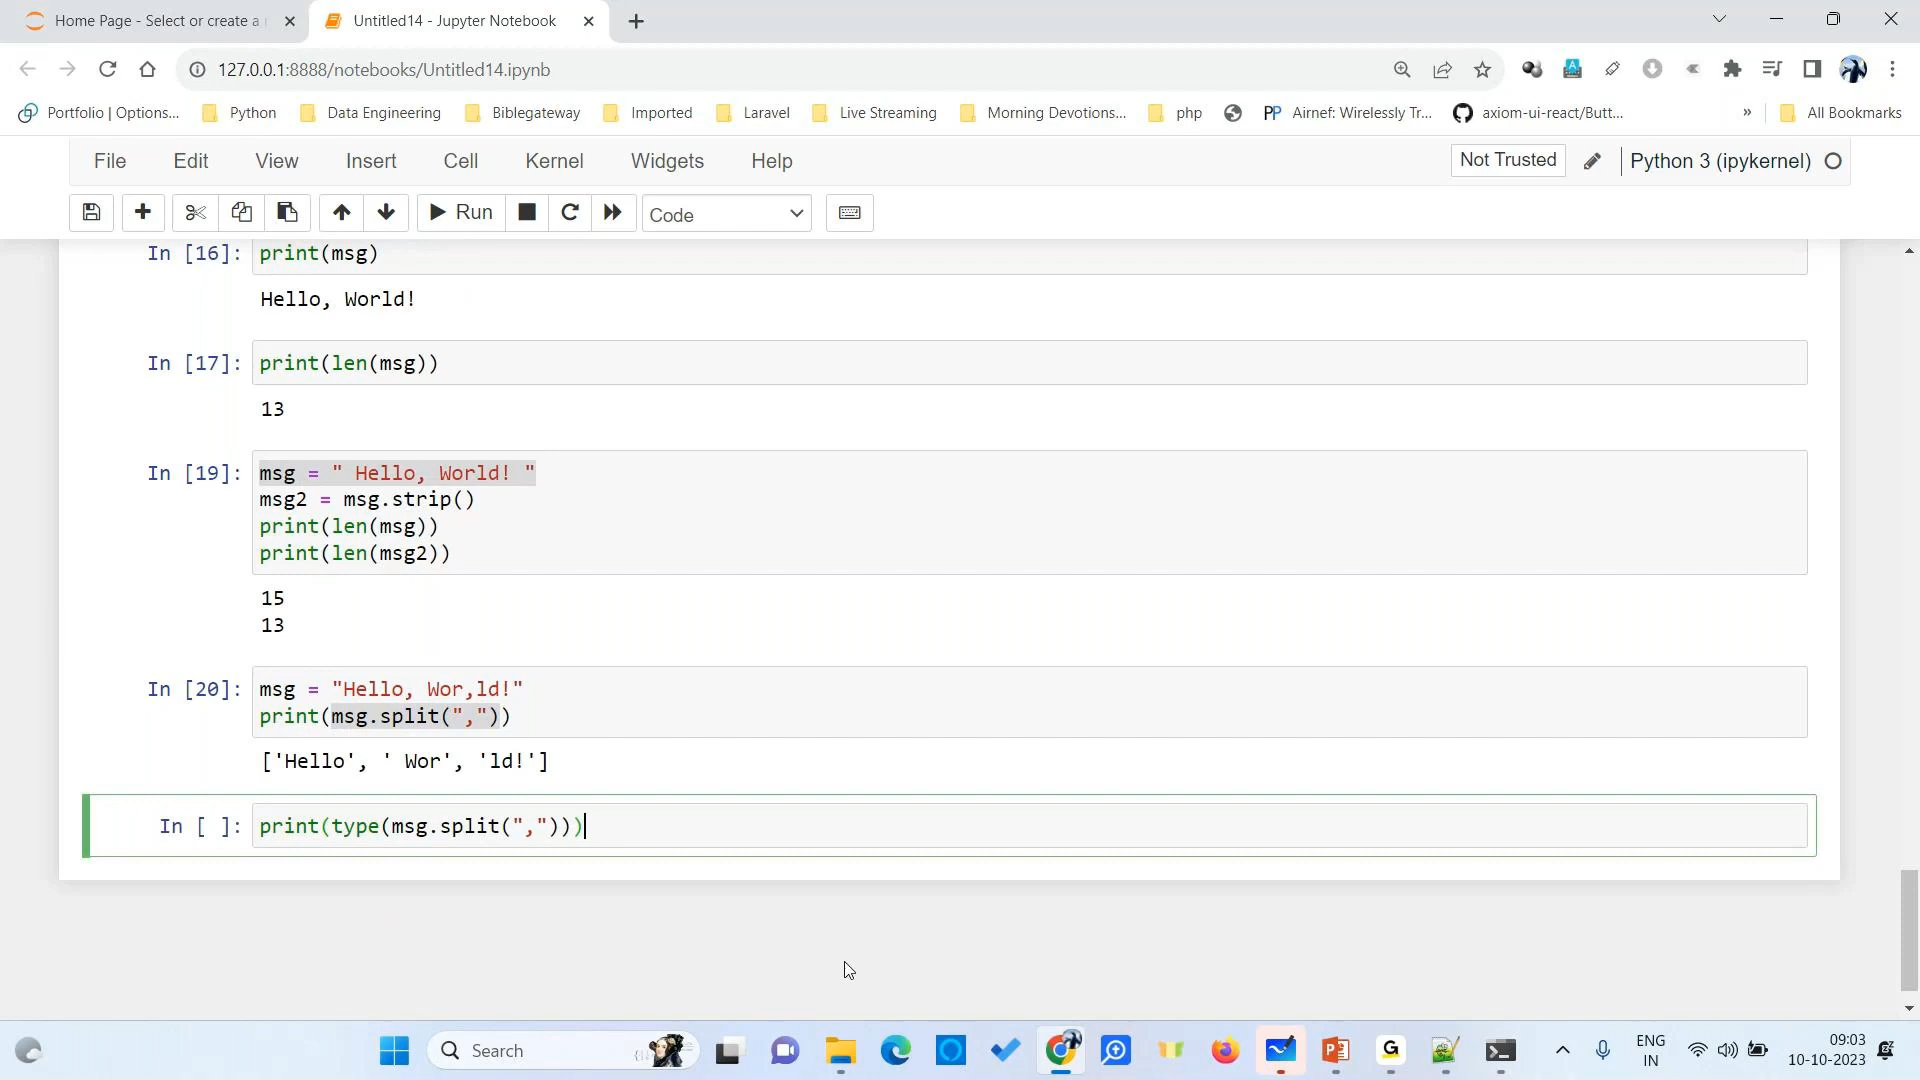 Home Page - Select or create a
Untitled14 - Jupyter Notebook
127.0.0.1:8888/notebooks/Untitled14.ipynb
Portfolio | Options...
Python
Data Engineering
Biblegateway
Imported
Laravel
Live Streaming
Morning Devotions...
php
PP Airnef: Wirelessly Tr...
axiom-ui-react/Butt...
»
All Bookmarks
File Edit View Insert Cell Kernel Widgets Help
Not Trusted
Python 3 (ipykernel)
Run
Code
In [16]: print(msg)
Hello, World!
In [17]: print(len(msg))
13
In [19]: msg = " Hello, World! "
msg2 = msg.strip()
print(len(msg))
print(len(msg2))
15
13
In [20]: msg = "Hello, Wor,ld!"
print(msg.split(","))
['Hello', ' Wor', 'ld!']
In [ ]: print(type(msg.split(",")))
Search
ENG
IN
09:03
10-10-2023